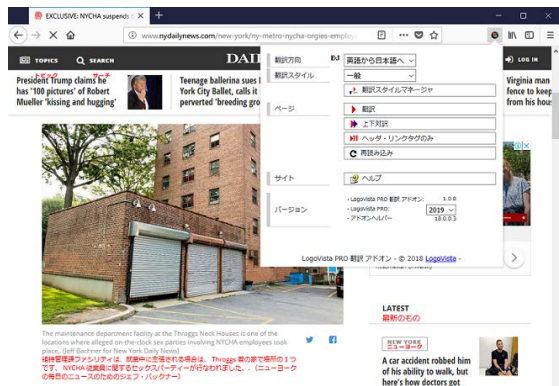 EXCLUSIVE: NYCHA suspends
www.nydailynews.com/new-york/ny-metro-nycha-orgies-employ
TOPICS
SEARCH
DAI
LOG IN
トピック
サーチ
President Trump claims he
has '100 pictures' of Robert
Mueller 'kissing and hugging'
Teenage ballerina sues
York City Ballet, calls it
perverted 'breeding gro
Virginia man
fence to keep
from his hous
翻訳方向
英語から日本語へ
翻訳スタイル
一般
翻訳スタイルマネージャ
ページ
翻訳
上下対訳
ヘッダ・リンクタグのみ
再読み込み
サイト
ヘルプ
バージョン
- LogoVista PRO 翻訳 アドオン: 1.0.0
- LogoVista PRO: 2019
- アドオンヘルパー 18.0.0.3
LogoVista PRO 翻訳 アドオン - © 2018 LogoVista -
The maintenance department facility at the Throggs Neck Houses is one of the
locations where alleged on-the-clock sex parties involving NYCHA employees took
place. (Jeff Bachner for New York Daily News)
維持管理課ファシリティは、就業中に主張される場合は、Throggs 首の家で場所の１つ
です、NYCHA 従業員に関するセックスパーティーが行なわれました、.（ニューヨーク
の毎日のニュースのためのジェフ・バックナー）
LATEST
最新のもの
NEW YORK
ニューヨーク
A car accident robbed him
of his ability to walk, but
here's how doctors got